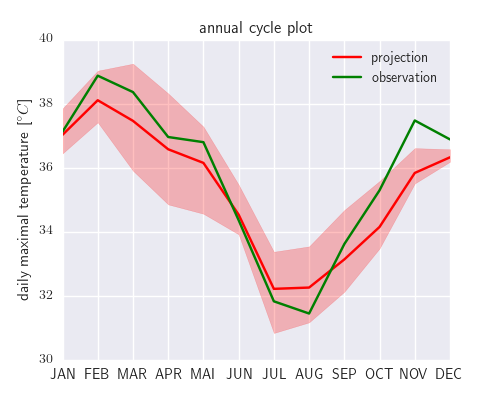 annual cycle plot
projection
observation
daily maximal temperature [°C]
40
38
36
34
32
30
JAN FEB MAR APR MAI JUN JUL AUG SEP OCT NOV DEC